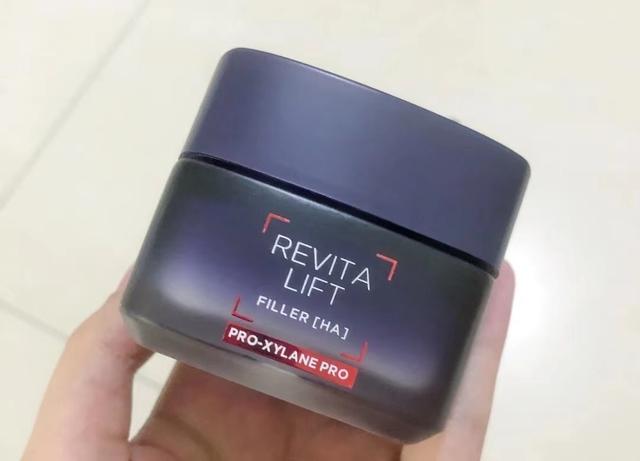 REVITA
LIFT
FILLER [HA]
PRO-XYLANE PRO